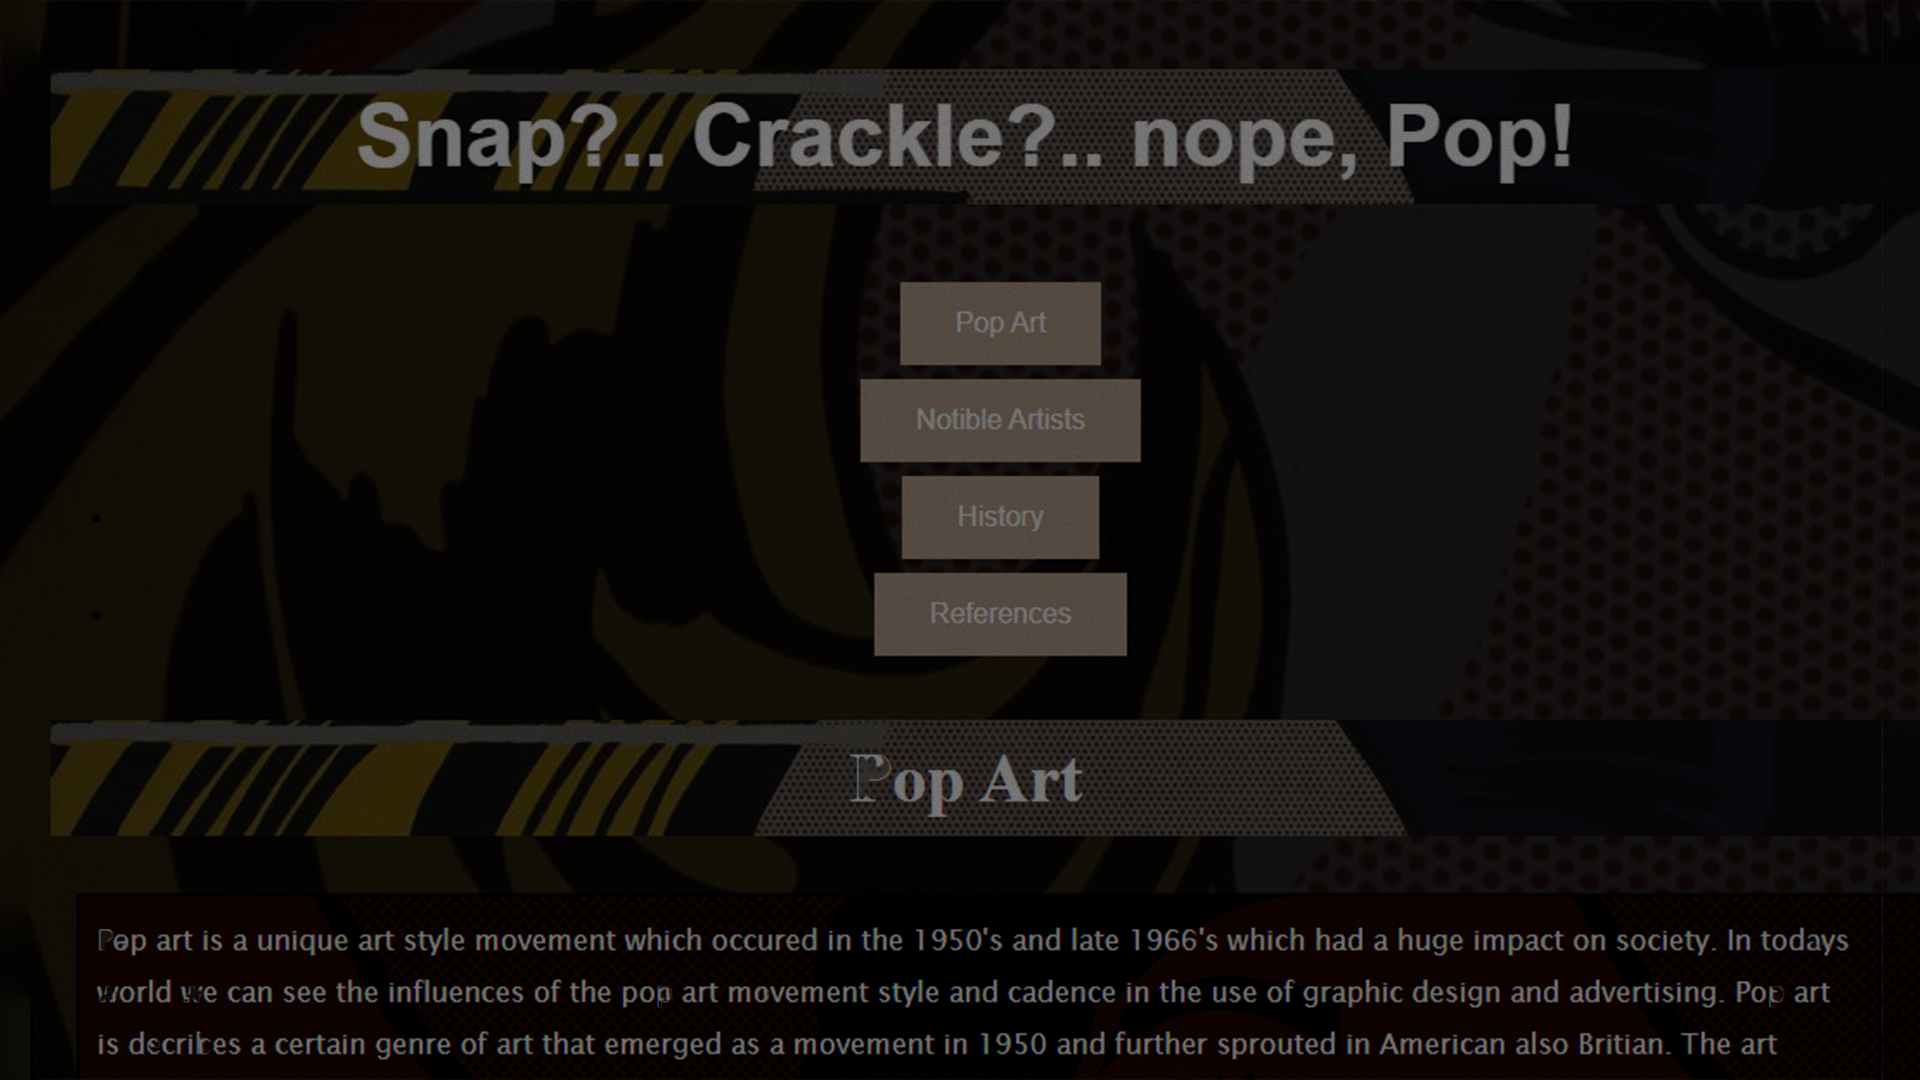 Snap?.. Crackle?.. nope, Pop!
Pop Art
Notible Artists
History
References
Pop Art
Pop art is a unique art style movement which occured in the 1950's and late 1966's which had a huge impact on society. In todays
world we can see the influences of the pop art movement style and cadence in the use of graphic design and advertising. Pop art
is decribes a certain genre of art that emerged as a movement in 1950 and further sprouted in American also Britian. The art